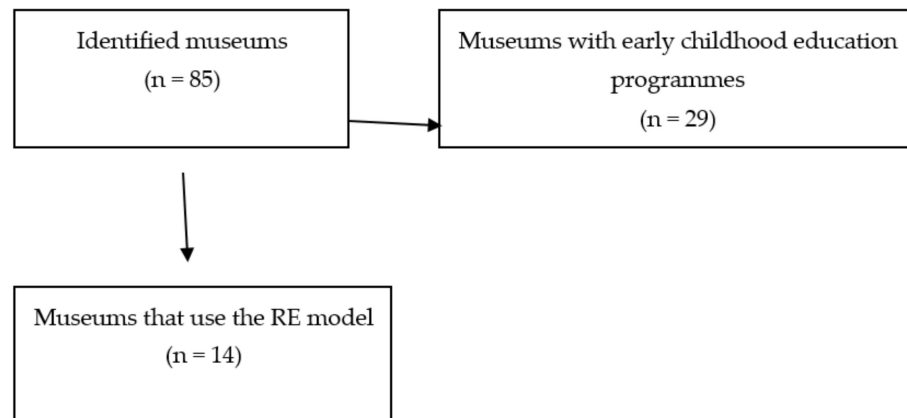 Identified museums
(n = 85)
Museums with early childhood education
programmes
(n = 29)
Museums that use the RE model
(n = 14)